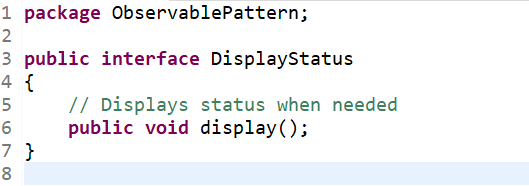 1 package ObservablePattern;
2
3 public interface DisplayStatus
4 {
5     // Displays status when needed
6     public void display();
7 }
8